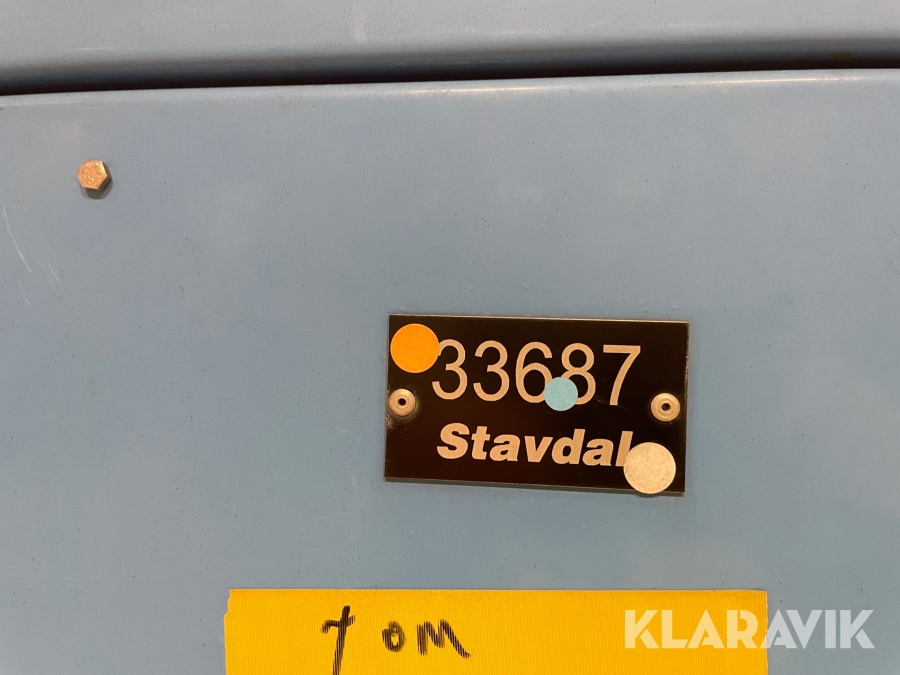 33687
Stavdal
Tom
KLARAVIK